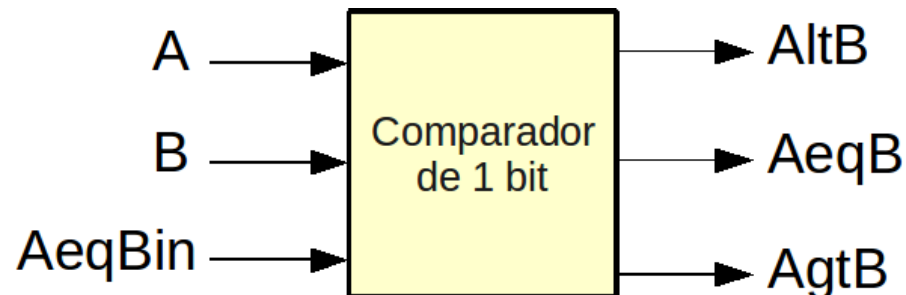 A
AltB
Comparador
de 1 bit
B
AeqB
AeqBin
AgtB